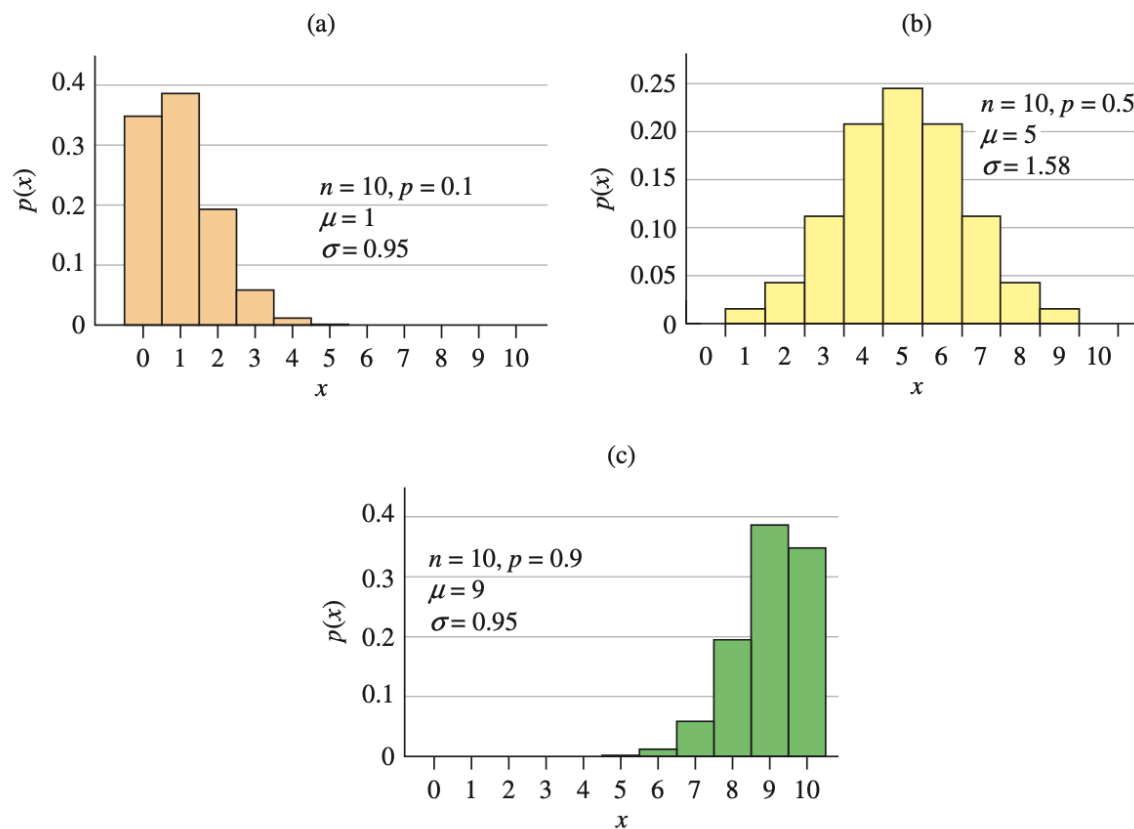 (a)
0.4
0.3
0.2
0.1
0
p(x)
n = 10, p = 0.1
μ = 1
σ = 0.95
0 1 2 3 4 5 6 7 8 9 10
x
(b)
0.25
0.20
0.15
0.10
0.05
0
p(x)
n = 10, p = 0.5
μ = 5
σ = 1.58
0 1 2 3 4 5 6 7 8 9 10
x
(c)
0.4
0.3
0.2
0.1
0
p(x)
n = 10, p = 0.9
μ = 9
σ = 0.95
0 1 2 3 4 5 6 7 8 9 10
x